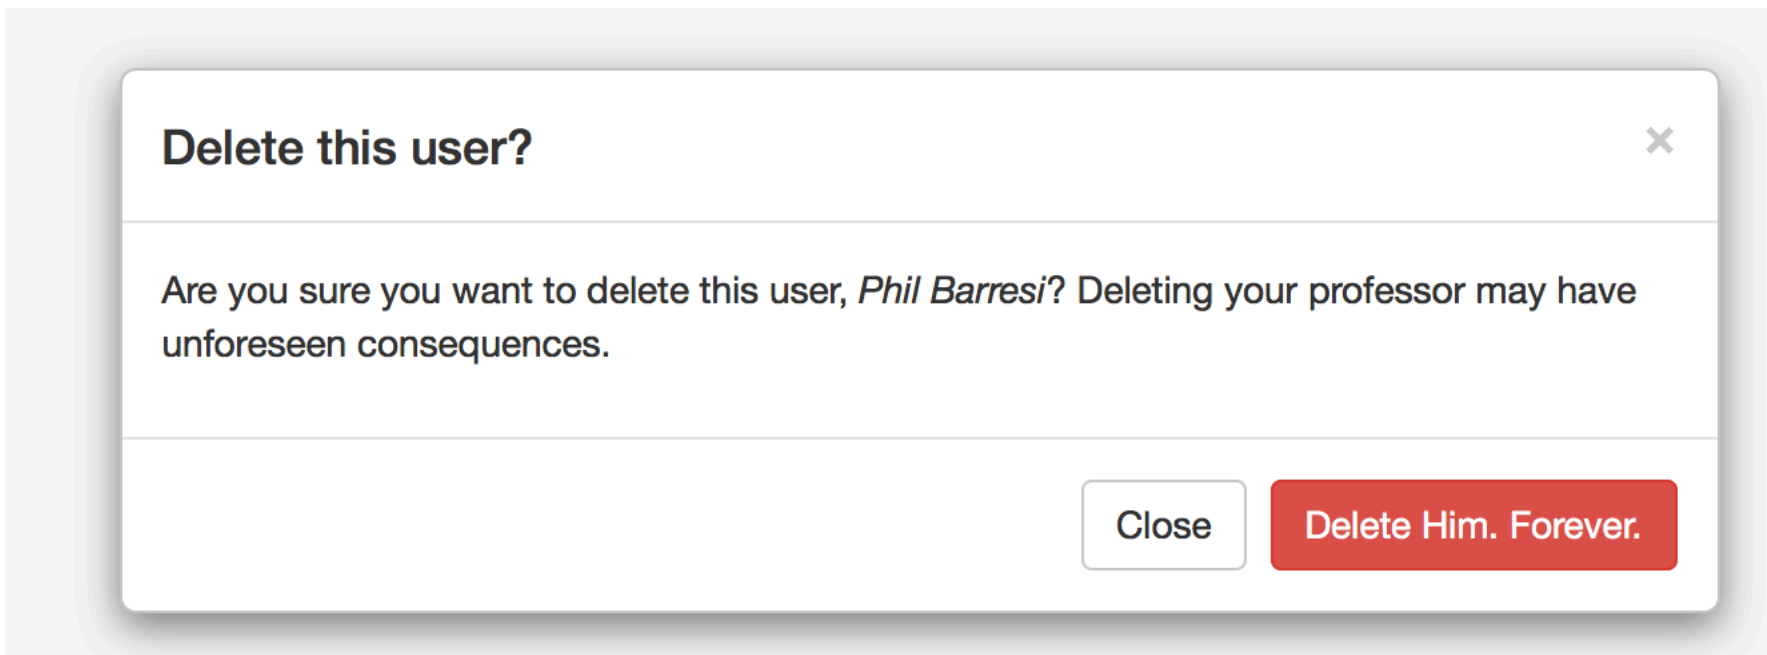 Delete this user?
×
Are you sure you want to delete this user, Phil Barresi? Deleting your professor may have
unforeseen consequences.
Close
Delete Him. Forever.